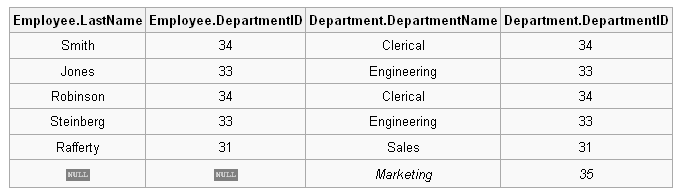 Employee.LastName Employee.DepartmentID Department.DepartmentName Department.DepartmentID
Smith 34 Clerical 34
Jones 33 Engineering 33
Robinson 34 Clerical 34
Steinberg 33 Engineering 33
Rafferty 31 Sales 31
NULL NULL Marketing 35